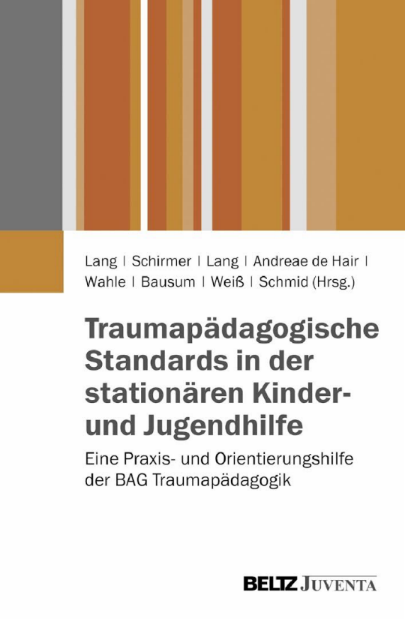 Lang | Schirmer | Lang | Andreae de Hair |
Wahle | Bausum | Weiß | Schmid (Hrsg.)
Traumapädagogische
Standards in der
stationären Kinder-
und Jugendhilfe
Eine Praxis- und Orientierungshilfe
der BAG Traumapädagogik
BELTZ JUVENTA